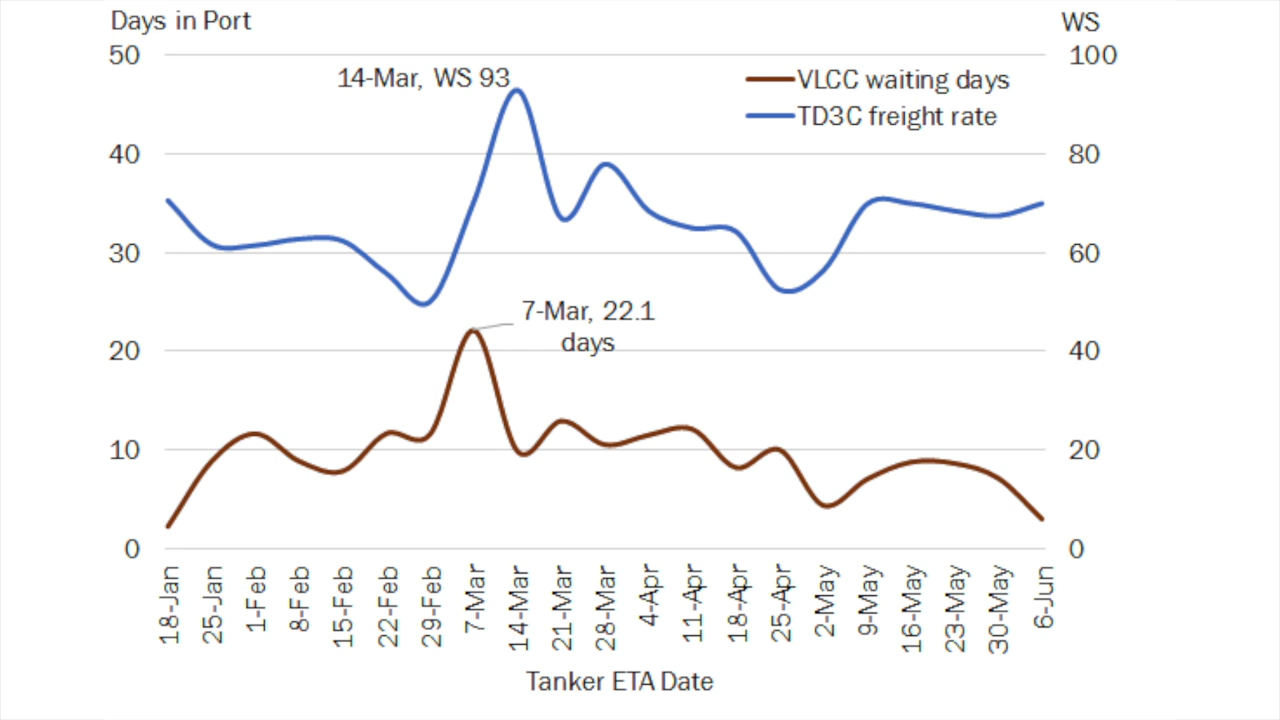 Days in Port
WS
50
100
14-Mar, WS 93
VLCC waiting days
TD3C freight rate
40
80
30
60
7-Mar, 22.1
days
20
40
10
20
0
0
18-Jan
25-Jan
1-Feb
8-Feb
15-Feb
22-Feb
29-Feb
7-Mar
14-Mar
21-Mar
28-Mar
4-Apr
11-Apr
18-Apr
25-Apr
2-May
9-May
16-May
23-May
30-May
6-Jun
Tanker ETA Date